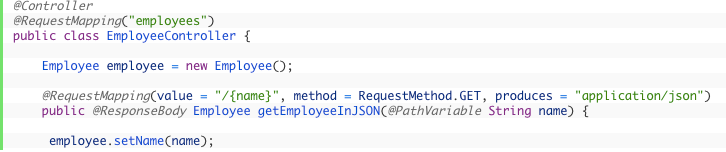 @Controller
@RequestMapping("employees")
public class EmployeeController {
Employee employee = new Employee();
@RequestMapping(value = "/{name}", method = RequestMethod.GET, produces = "application/json")
public @ResponseBody Employee getEmployeeInJSON(@PathVariable String name) {
employee.setName(name);